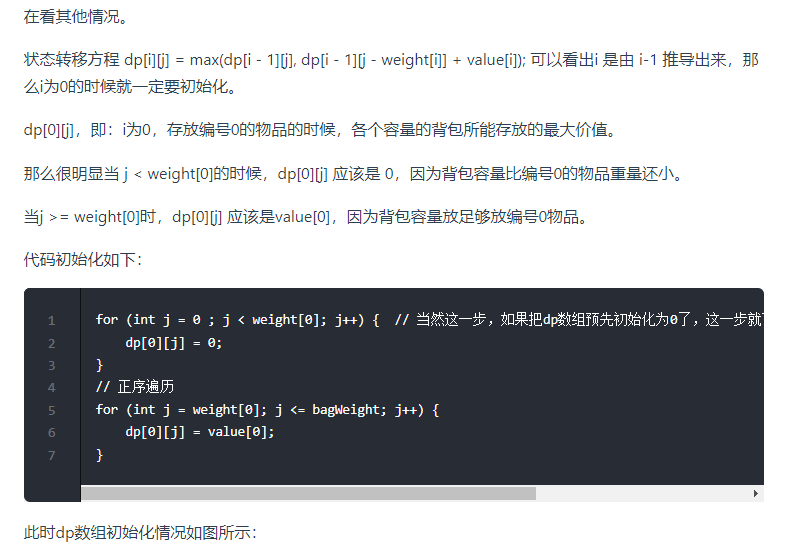 在看其他情况。
状态转移方程 dp[i][j] = max(dp[i - 1][j], dp[i - 1][j - weight[i]] + value[i]); 可以看出i 是由 i-1 推导出来，那
么i为0的时候就一定要初始化。
dp[0][j]，即：i为0，存放编号0的物品的时候，各个容量的背包所能存放的最大价值。
那么很明显当 j < weight[0]的时候，dp[0][j] 应该是 0，因为背包容量比编号0的物品重量还小。
当j >= weight[0]时，dp[0][j] 应该是value[0]，因为背包容量放足够放编号0物品。
代码初始化如下：
1 for (int j = 0 ; j < weight[0]; j++) {  // 当然这一步，如果把dp数组预先初始化为0了，这一步就
2     dp[0][j] = 0;
3 }
4 // 正序遍历
5 for (int j = weight[0]; j <= bagWeight; j++) {
6     dp[0][j] = value[0];
7 }
此时dp数组初始化情况如图所示：